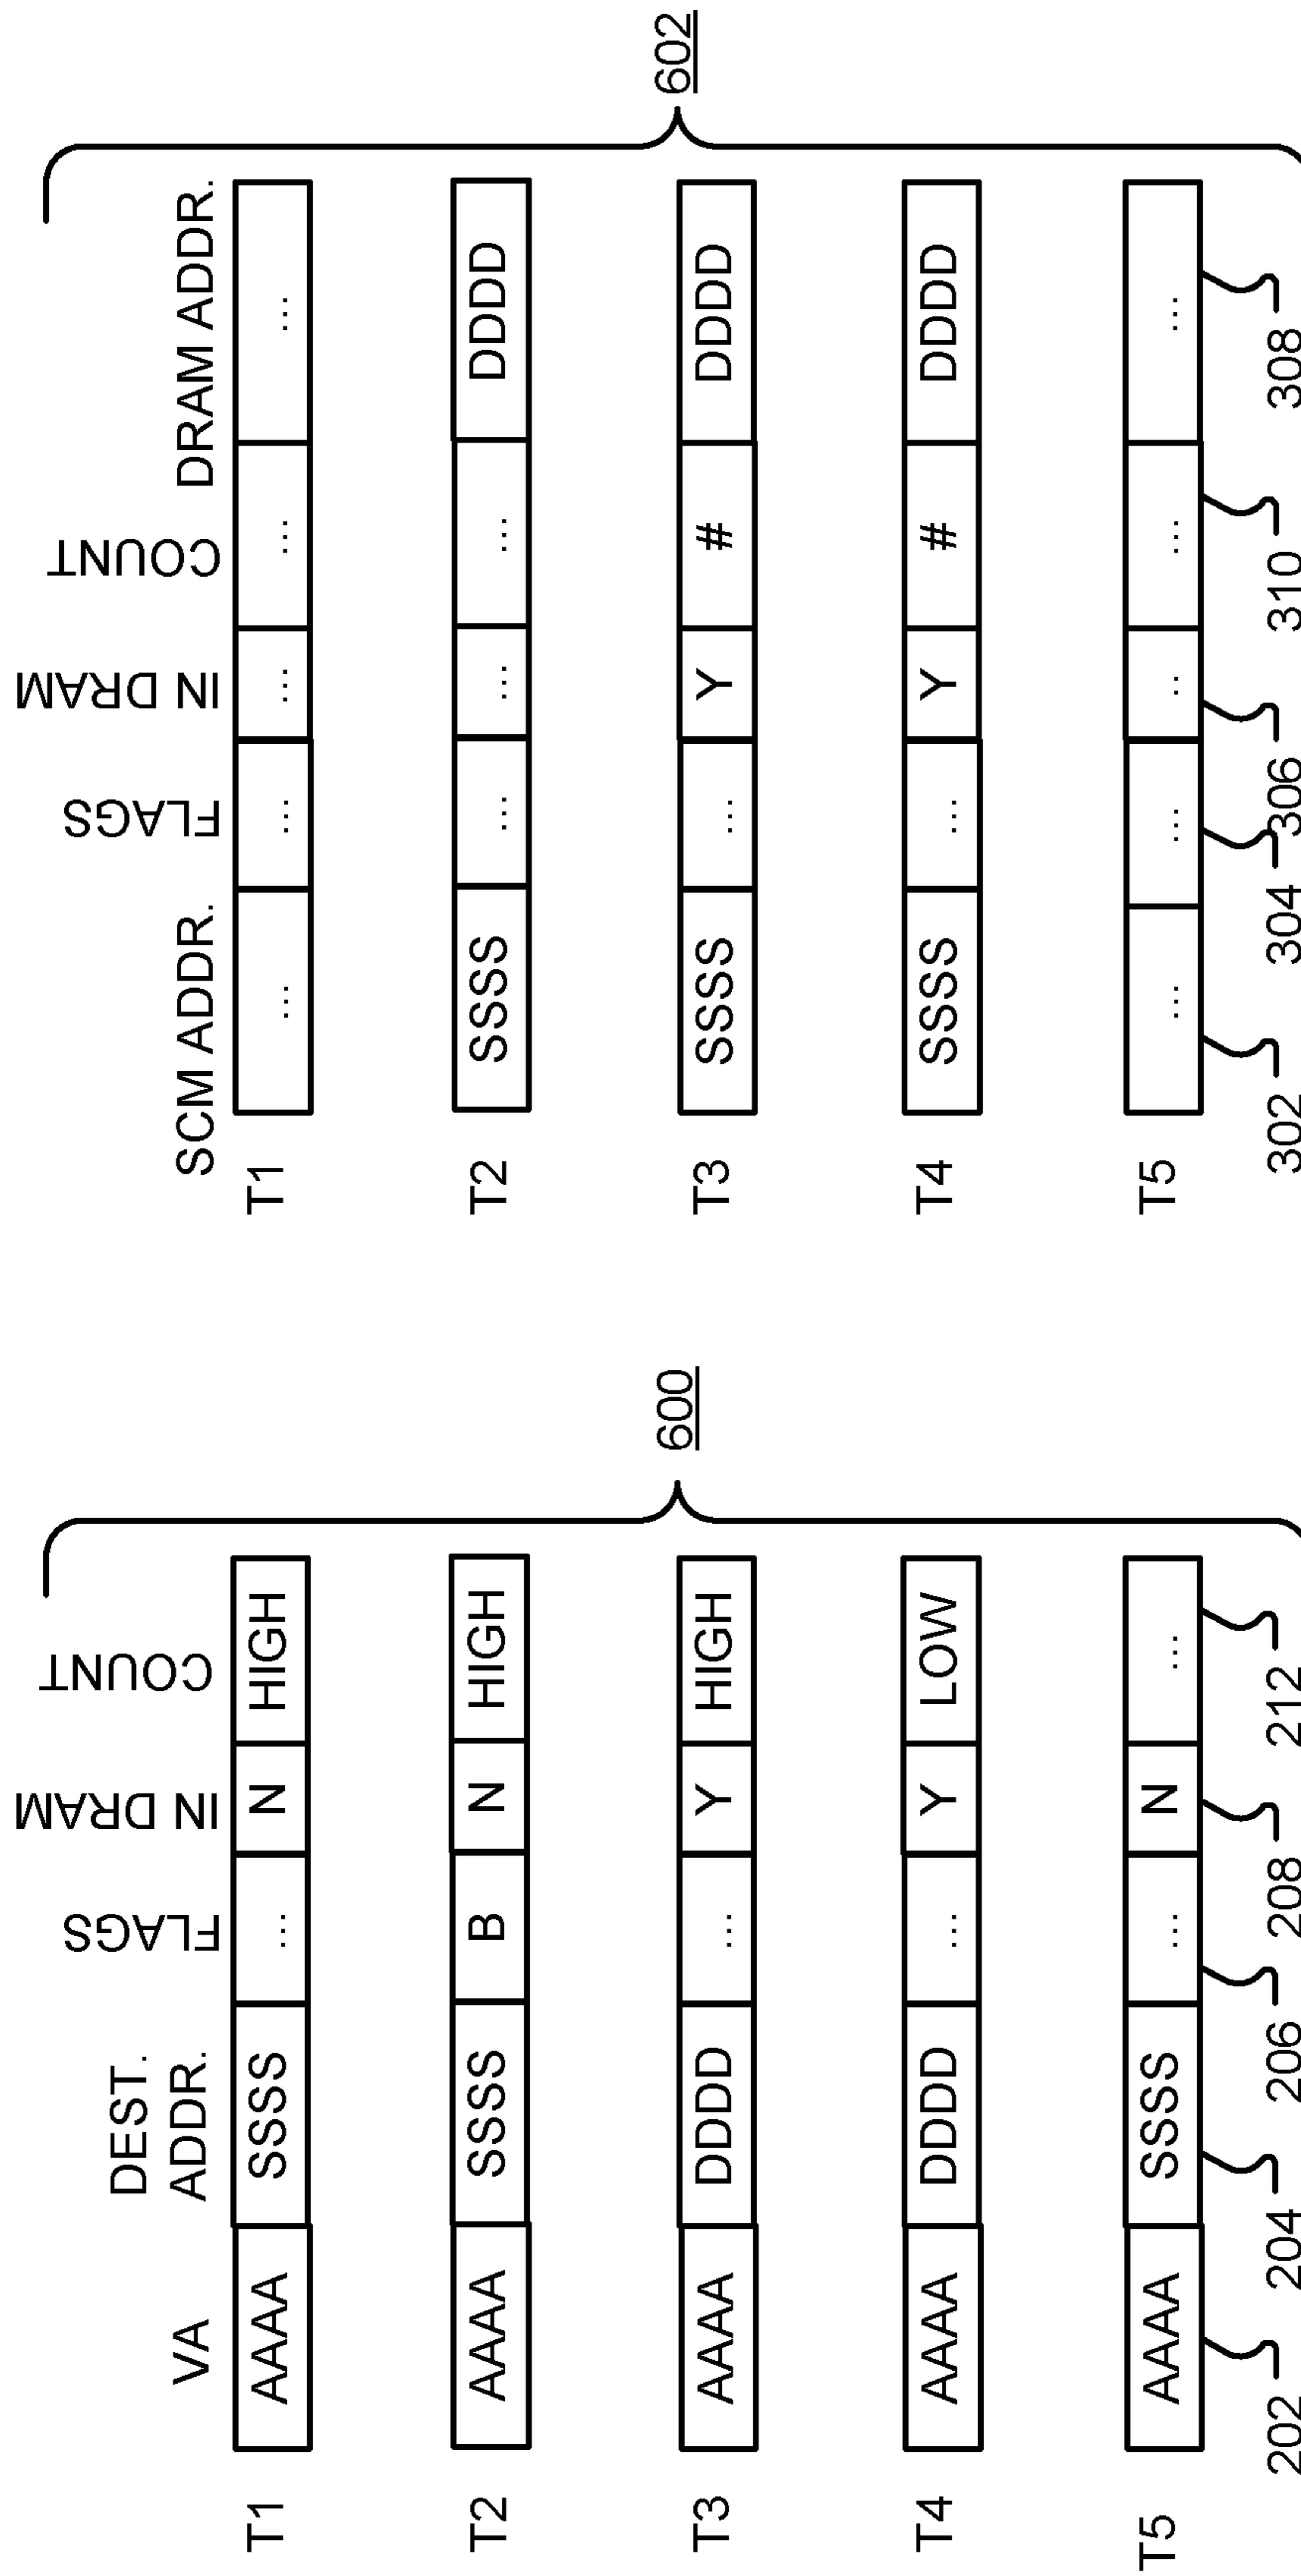 VA DEST. ADDR. FLAGS IN DRAM COUNT
T1 AAAA SSSS ... N HIGH
T2 AAAA SSSS B N HIGH
T3 AAAA DDDD ... Y HIGH
T4 AAAA DDDD ... Y LOW
T5 AAAA SSSS ... N ...
202 204 206 208 212
600
SCM ADDR. FLAGS IN DRAM COUNT DRAM ADDR.
T1 ... ... ... ... ...
T2 SSSS ... ... ... DDDD
T3 SSSS ... Y # DDDD
T4 SSSS ... Y # DDDD
T5 ... ... .. ... ...
302 304 306 310 308
602